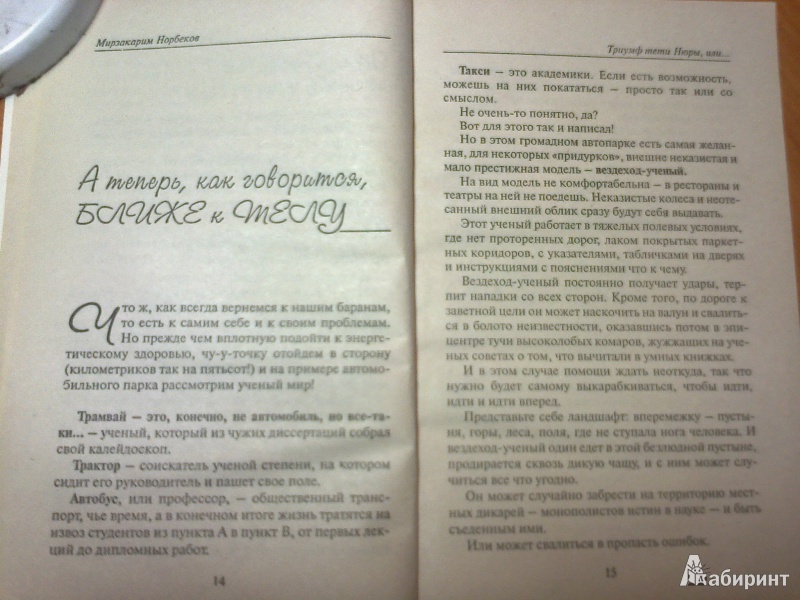 Мирзакарим Норбеков
А теперь, как говорится,
БЛИЖЕ к ТЕЛУ
Что ж, как всегда вернемся к нашим баранам,
то есть к самим себе и к своим проблемам.
Но прежде чем вплотную подойти к энерге-
тическому здоровью, чу-у-точку отойдем в сторону
(километриков так на пятьсот!) и на примере автомо-
бильного парка рассмотрим ученый мир!
Трамвай – это, конечно, не автомобиль, но все-та-
ки... – ученый, который из чужих диссертаций собрал
свой калейдоскоп.
Трактор – соискатель ученой степени, на котором
сидит его руководитель и пашет свое поле.
Автобус, или профессор, – общественный транс-
порт, чье время, а в конечном итоге жизнь тратятся на
извоз студентов из пункта А в пункт В, от первых лек-
ций до дипломных работ.
14
Триумф тети Нюры, или...
Такси – это академики. Если есть возможность,
можешь на них покататься – просто так или со
смыслом.
Не очень-то понятно, да?
Вот для этого так и написал!
Но в этом громадном автопарке есть самая желан-
ная, для некоторых «придурков», внешне неказистая и
мало престижная модель – вездеход-ученый.
На вид модель не комфортабельна – в рестораны и
театры на ней не поедешь. Неказистые колеса и неоте-
санный внешний облик сразу будут себя выдавать.
Этот ученый работает в тяжелых полевых условиях,
где нет проторенных дорог, лаком покрытых паркет-
ных коридоров, с указателями, табличками на дверях
и инструкциями с пояснениями что к чему.
Вездеход-ученый постоянно получает удары, тер-
пит нападки со всех сторон. Кроме того, по дороге к
заветной цели он может наскочить на валун и свалить-
ся в болото неизвестности, оказавшись потом в эпи-
центре тучи высоколобых комаров, жужжащих на уче-
ных советах о том, что вычитали в умных книжках.
И в этом случае помощи ждать неоткуда, так что
нужно будет самому выкарабкиваться, чтобы идти,
идти и идти вперед.
Представьте себе ландшафт: вперемежку – пусты-
ня, горы, леса, поля, где не ступала нога человека. И
вездеход-ученый один едет в этой безлюдной пустыне,
продирается сквозь дикую чащу, и с ним может слу-
читься все что угодно.
Он может случайно забрести на территорию мест-
ных дикарей – монополистов истин в науке – и быть
съеденным ими.
Или может свалиться в пропасть ошибок.
15
Лабиринт